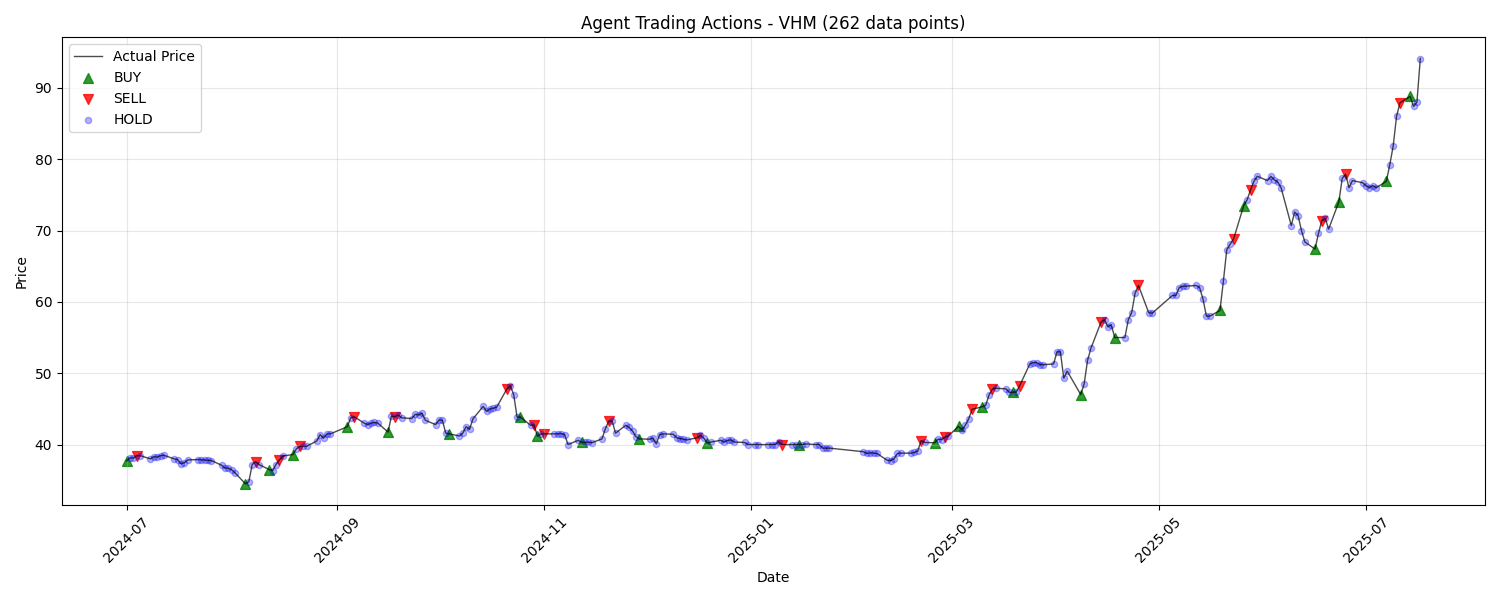 Agent Trading Actions - VHM (262 data points)
Actual Price
BUY
SELL
HOLD
Price
90
80
70
60
50
40
2024-07
2024-09
2024-11
2025-01
2025-03
2025-05
2025-07
Date